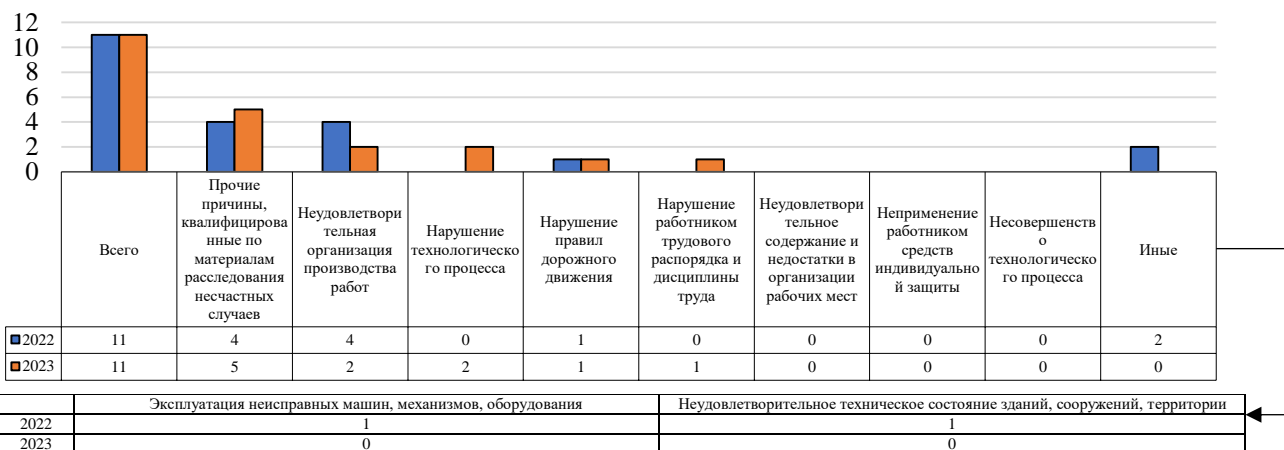 12
10
8
6
4
2
0
Всего
Прочие
причины,
квалифицирова
нные по
материалам
расследования
несчастных
случаев
Неудовлетвори
тельная
организация
производства
работ
Нарушение
технологическо
го процесса
Нарушение
правил
дорожного
движения
Нарушение
работником
трудового
распорядка и
дисциплины
труда
Неудовлетвори
тельное
содержание и
недостатки в
организации
рабочих мест
Неприменение
работником
средств
индивидуально
й защиты
Несовершенств
о
технологическо
го процесса
Иные
2022 11 4 4 0 1 0 0 0 0 2
2023 11 5 2 2 1 1 0 0 0 0
Эксплуатация неисправных машин, механизмов, оборудования Неудовлетворительное техническое состояние зданий, сооружений, территории
2022 1 1
2023 0 0